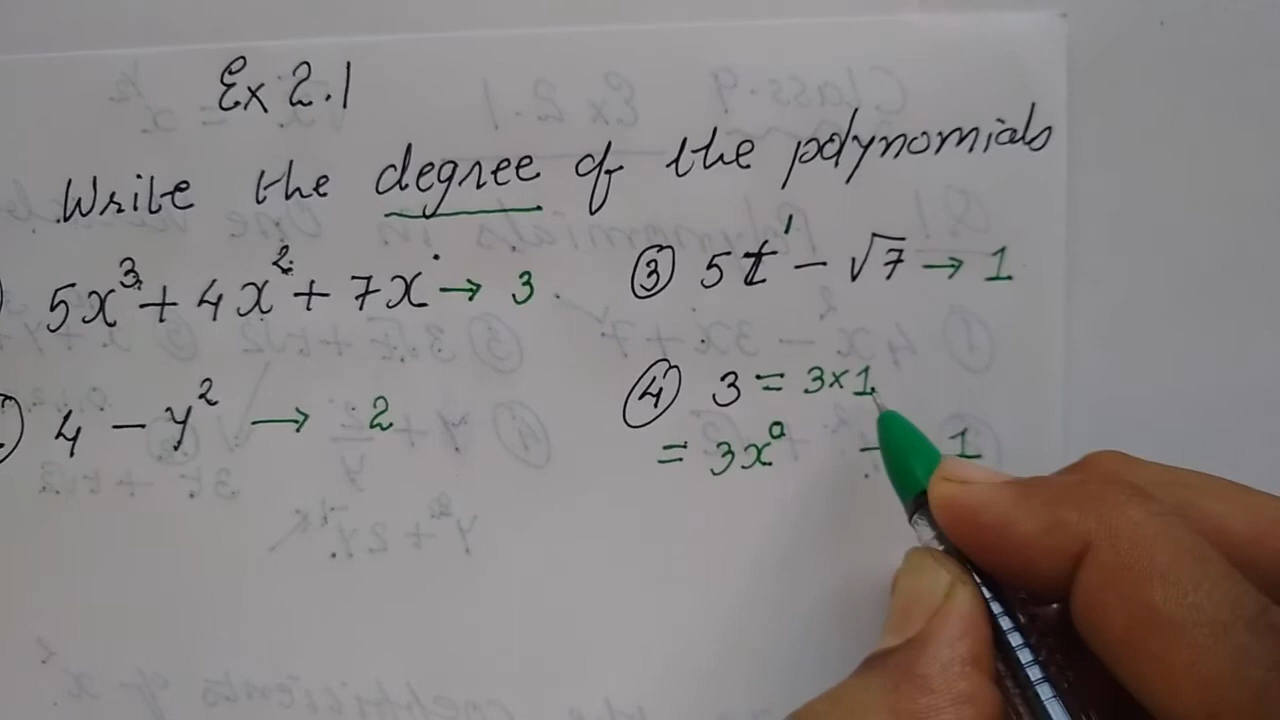 Ex 2.1
Write the degree of the polynomials
5x³ + 4x² + 7x → 3
4 - y² → 2
③ 5t¹ - √7 → 1
④ 3 = 3×1
= 3x⁰ 1